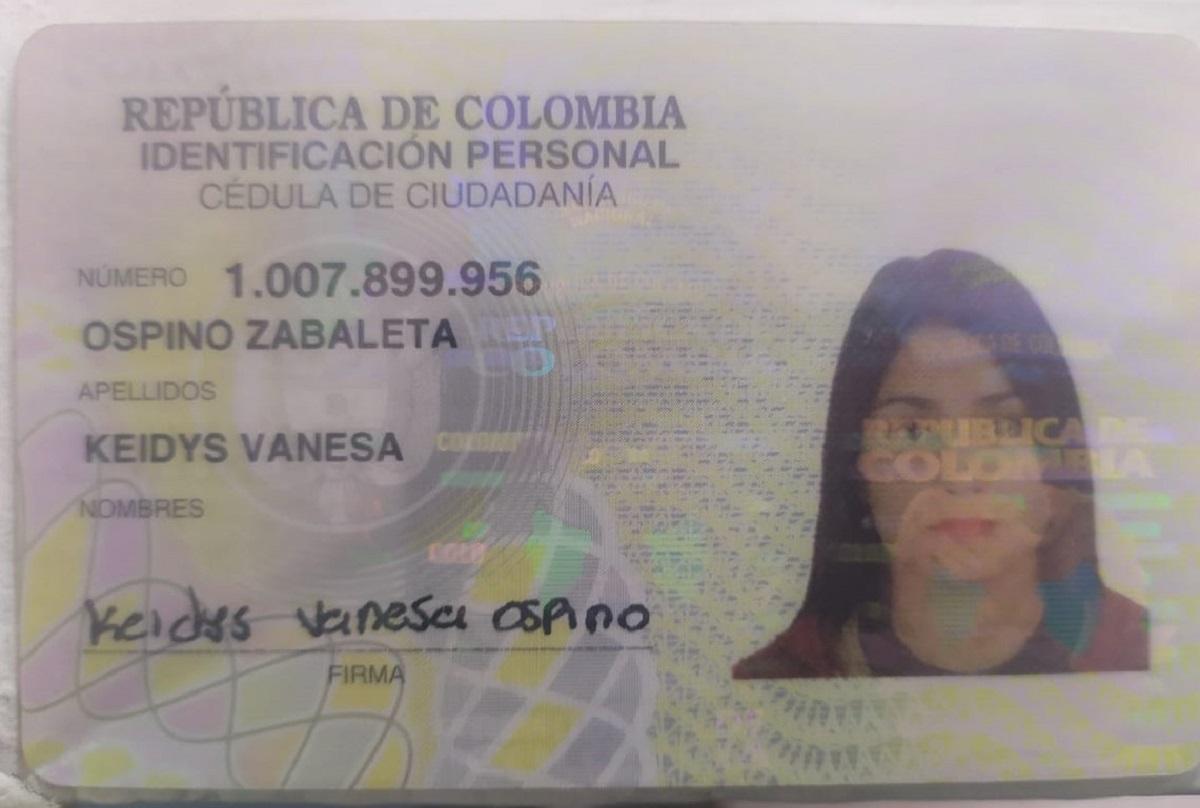 REPÚBLICA DE COLOMBIA
IDENTIFICACIÓN PERSONAL
CÉDULA DE CIUDADANÍA
NÚMERO 1.007.899.956
OSPINO ZABALETA
APELLIDOS
KEIDYS VANESA
NOMBRES
Keidys Vanesa Ospino
FIRMA
REPUBLICA DE
COLOMBIA